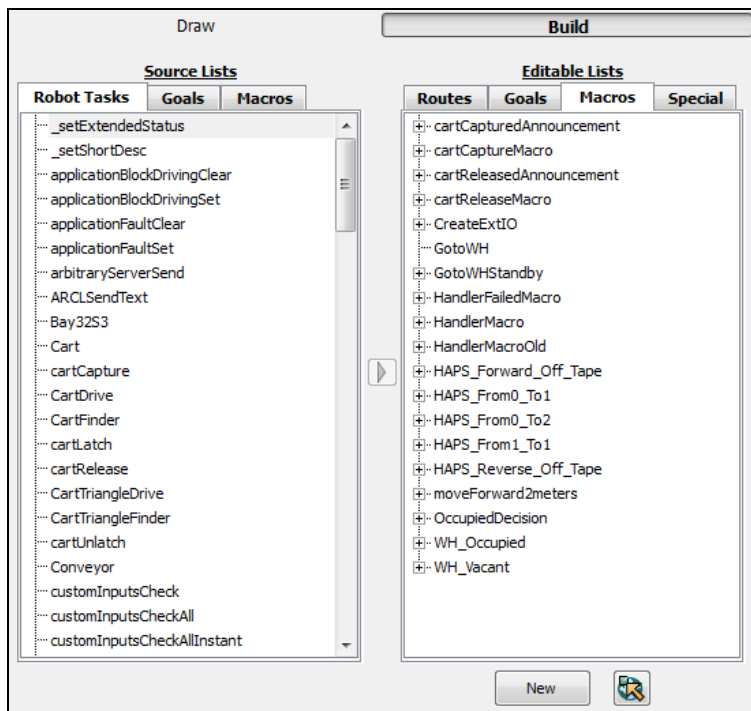 Draw
Build
Source Lists
Robot Tasks
Goals
Macros
_setExtendedStatus
_setShortDesc
applicationBlockDrivingClear
applicationBlockDrivingSet
applicationFaultClear
applicationFaultSet
arbitraryServerSend
ARCLSendText
Bay32S3
Cart
cartCapture
CartDrive
CartFinder
cartLatch
cartRelease
CartTriangleDrive
CartTriangleFinder
cartUnlatch
Conveyor
customInputsCheck
customInputsCheckAll
customInputsCheckAllInstant
Editable Lists
Routes
Goals
Macros
Special
cartCapturedAnnouncement
cartCaptureMacro
cartReleasedAnnouncement
cartReleaseMacro
CreateExtIO
GotoWH
GotoWHStandby
HandlerFailedMacro
HandlerMacro
HandlerMacroOld
HAPS_Forward_Off_Tape
HAPS_From0_To1
HAPS_From0_To2
HAPS_From1_To1
HAPS_Reverse_Off_Tape
moveForward2meters
OccupiedDecision
WH_Occupied
WH_Vacant
New